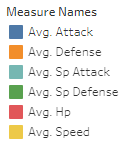 Measure Names
Avg. Attack
Avg. Defense
Avg. Sp Attack
Avg. Sp Defense
Avg. Hp
Avg. Speed